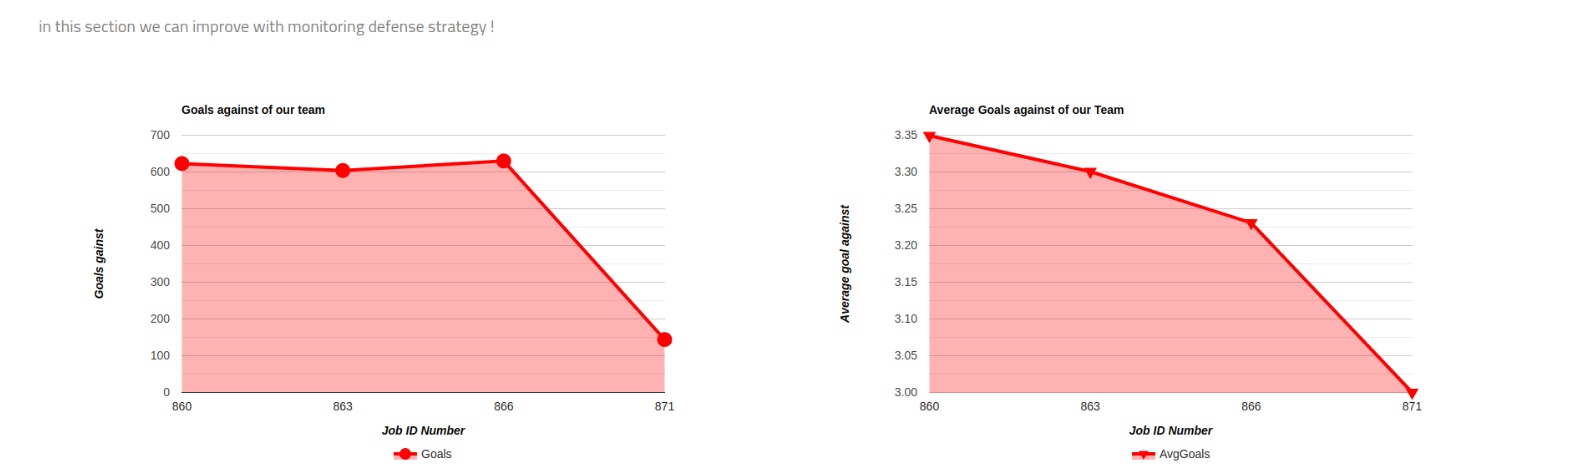 in this section we can improve with monitoring defense strategy !
Goals against of our team
700
600
500
400
300
200
100
0
Goals gainst
860 863 866 871
Job ID Number
Goals
Average Goals against of our Team
3.35
3.30
3.25
3.20
3.15
3.10
3.05
3.00
Average goal against
860 863 866 871
Job ID Number
AvgGoals